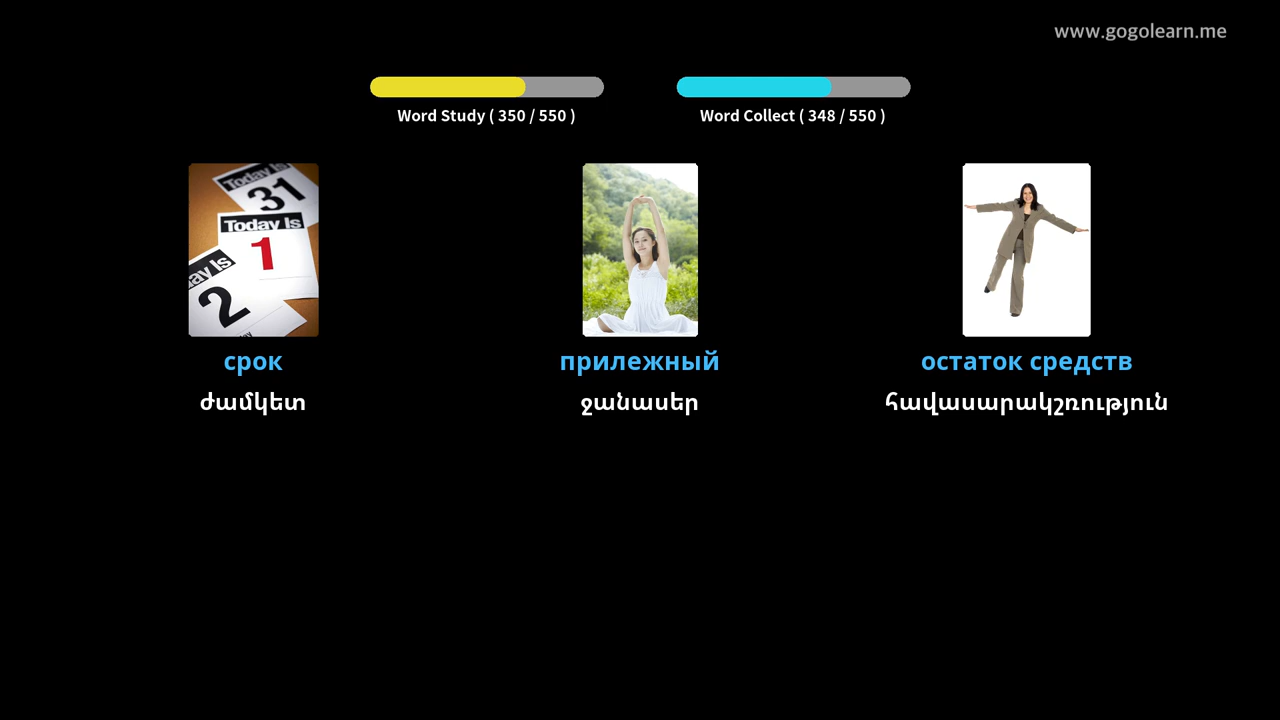 www.gogolearn.me
Word Study ( 350 / 550 )
Word Collect ( 348 / 550 )
Today Is
31
Today Is
1
ay Is
2
срок
прилежный
остаток средств
ժամկետ
ջանասեր
հավասարակշռություն